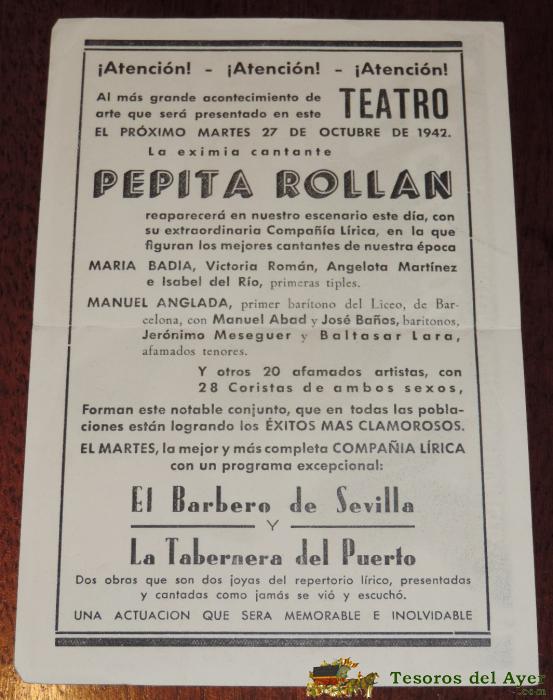 ¡Atención! - ¡Atención! - ¡Atención!
Al más grande acontecimiento de
arte que será presentado en este
TEATRO
EL PRÓXIMO MARTES 27 DE OCTUBRE DE 1942.
La eximia cantante
PEPITA ROLLAN
reaparecerá en nuestro escenario este día, con
su extraordinaria Compañía Lírica, en la que
figuran los mejores cantantes de nuestra época
MARIA BADIA, Victoria Román, Angelota Martínez
e Isabel del Río, primeras tiples.
MANUEL ANGLADA, primer barítono del Liceo, de Bar-
celona, con Manuel Abad y José Baños, barítonos,
Jerónimo Meseguer y Baltasar Lara,
afamados tenores.
Y otros 20 afamados artistas, con
28 Coristas de ambos sexos,
Forman este notable conjunto, que en todas las pobla-
ciones están logrando los ÉXITOS MAS CLAMOROSOS.
EL MARTES, la mejor y más completa COMPAÑIA LÍRICA
con un programa excepcional:
El Barbero de Sevilla
Y
La Tabernera del Puerto
Dos obras que son dos joyas del repertorio lírico, presentadas
y cantadas como jamás se vió y escuchó.
UNA ACTUACION QUE SERA MEMORABLE E INOLVIDABLE
Tesoros del Ayer
.com